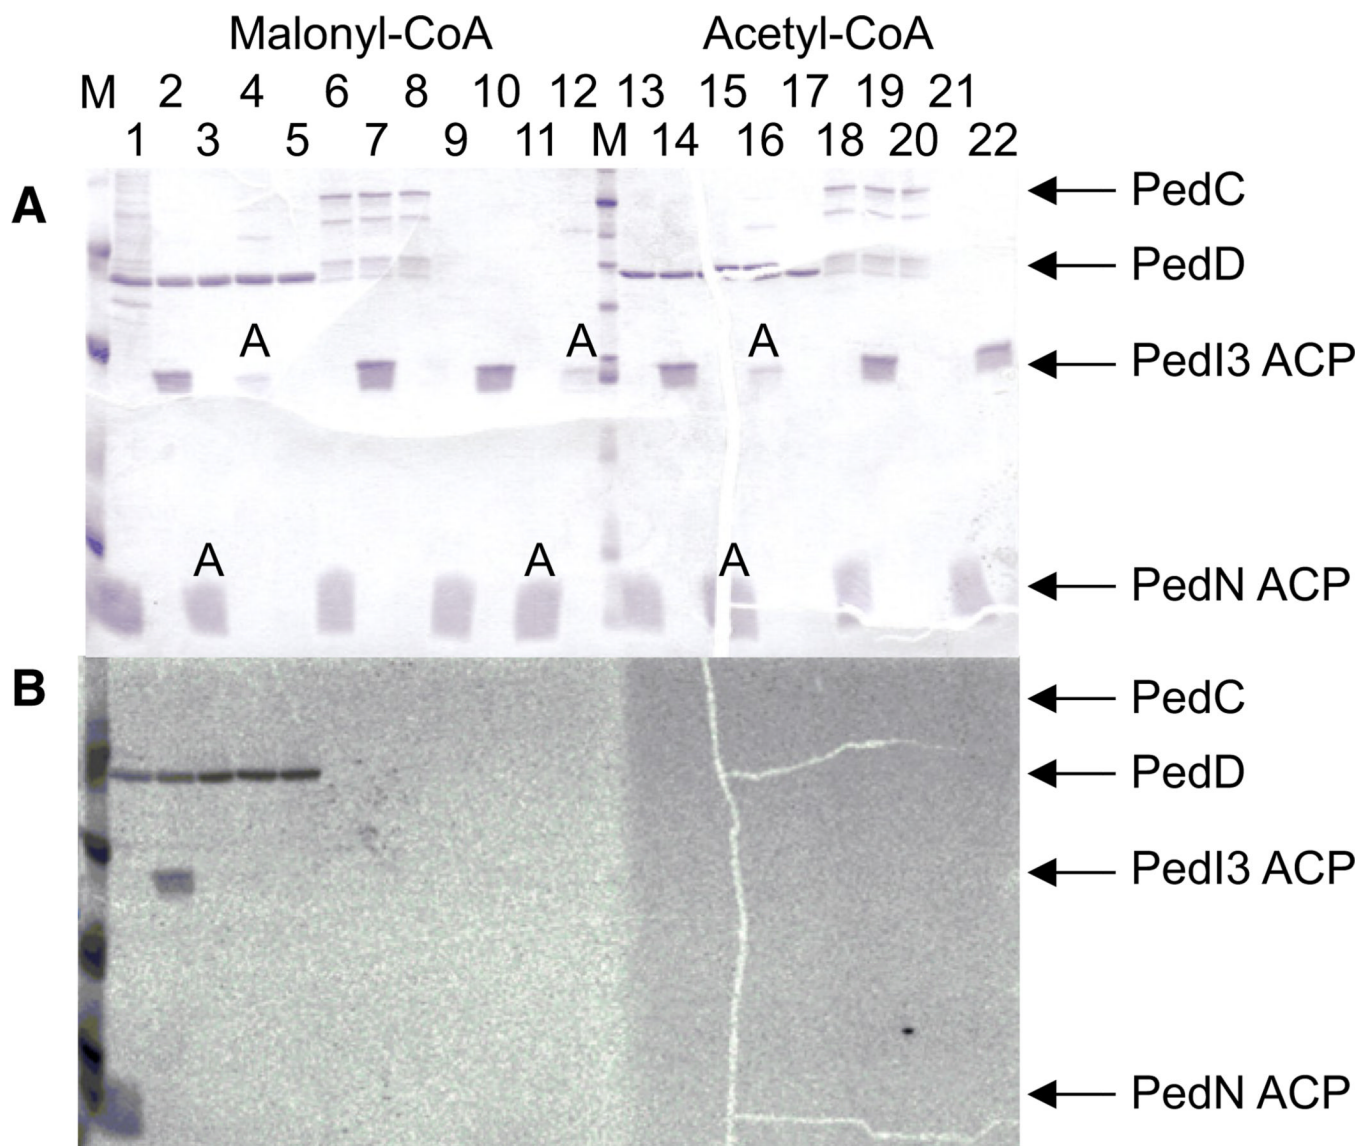 Malonyl-CoA Acetyl-CoA
M 2 4 6 8 10 12 13 15 17 19 21
1 3 5 7 9 11 M 14 16 18 20 22
A
PedC
PedD
A A A
PedI3 ACP
A A A
PedN ACP
B
PedC
PedD
PedI3 ACP
PedN ACP